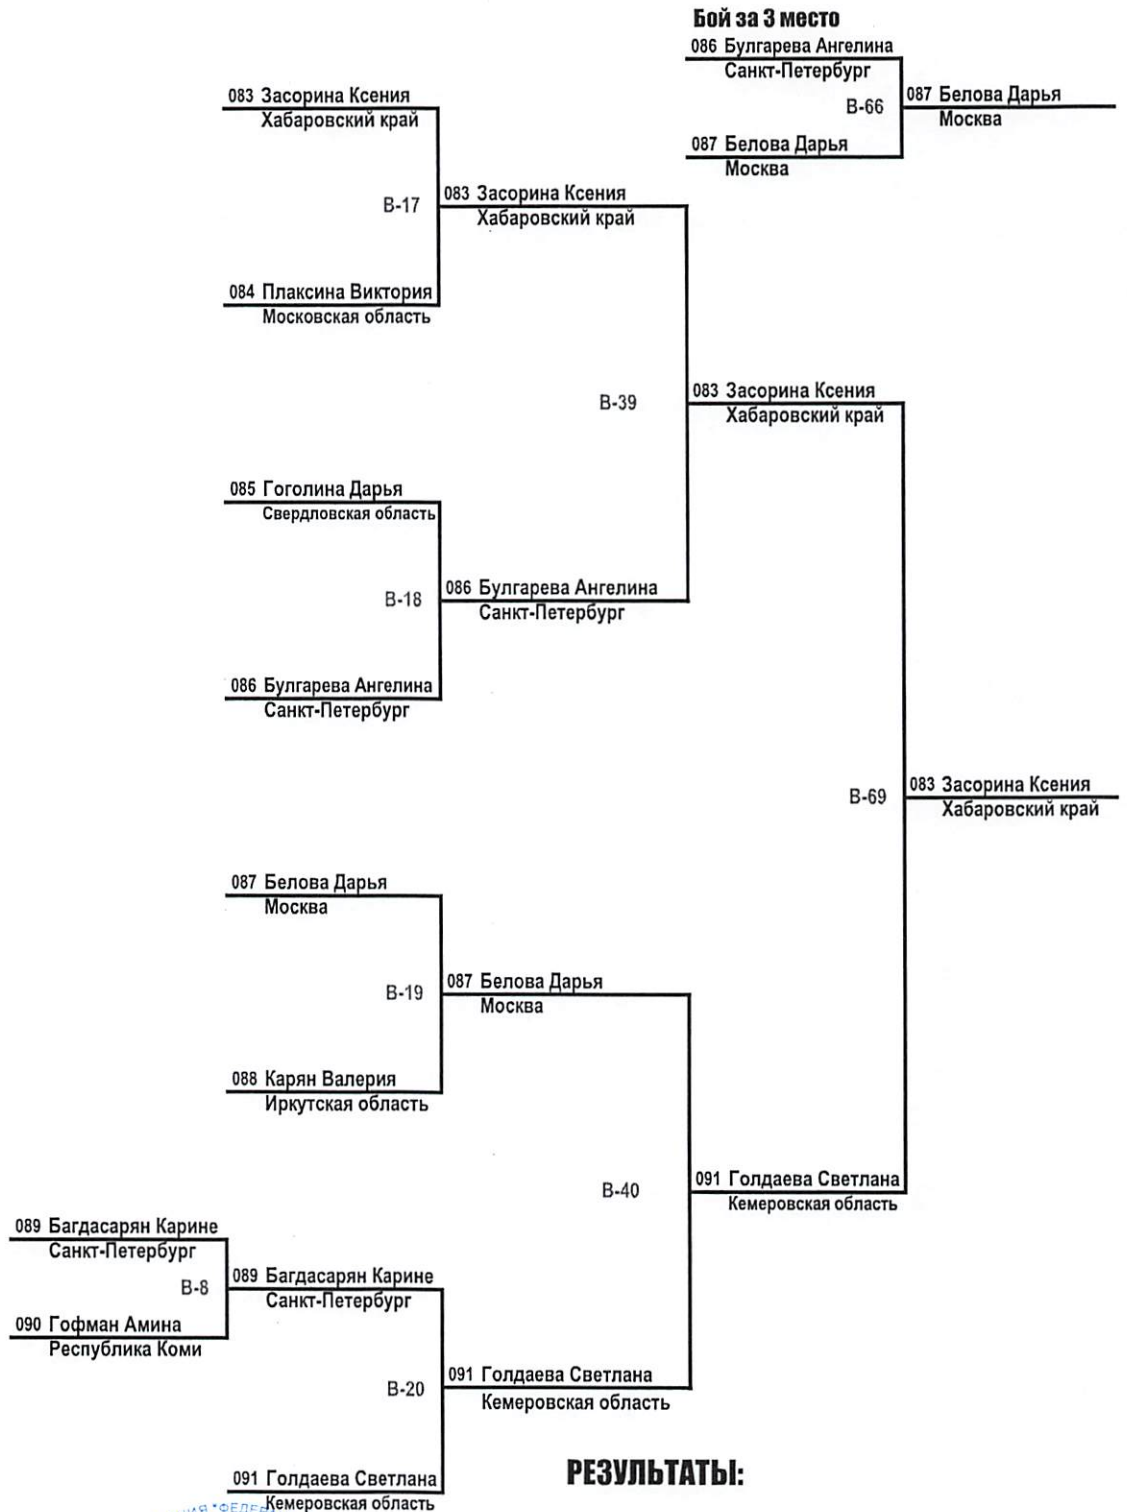 Бой за 3 место
086 Булгарева Ангелина
Санкт-Петербург
B-66
087 Белова Дарья
Москва
087 Белова Дарья
Москва
083 Засорина Ксения
Хабаровский край
B-17
083 Засорина Ксения
Хабаровский край
084 Плаксина Виктория
Московская область
B-39
083 Засорина Ксения
Хабаровский край
085 Гоголина Дарья
Свердловская область
B-18
086 Булгарева Ангелина
Санкт-Петербург
086 Булгарева Ангелина
Санкт-Петербург
B-69
083 Засорина Ксения
Хабаровский край
087 Белова Дарья
Москва
B-19
087 Белова Дарья
Москва
088 Карян Валерия
Иркутская область
B-40
091 Голдаева Светлана
Кемеровская область
089 Багдасарян Карине
Санкт-Петербург
B-8
089 Багдасарян Карине
Санкт-Петербург
090 Гофман Амина
Республика Коми
B-20
091 Голдаева Светлана
Кемеровская область
РЕЗУЛЬТАТЫ:
091 Голдаева Светлана
Кемеровская область